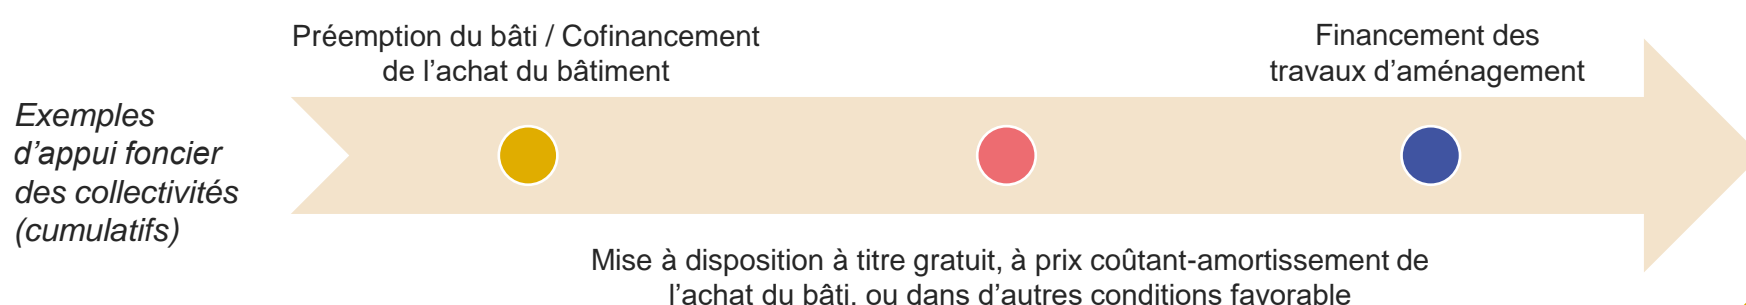 Préemption du bâti / Cofinancement
de l’achat du bâtiment
Financement des
travaux d’aménagement
Exemples
d’appui foncier
des collectivités
(cumulatifs)
Mise à disposition à titre gratuit, à prix coûtant-amortissement de
l’achat du bâti, ou dans d’autres conditions favorable